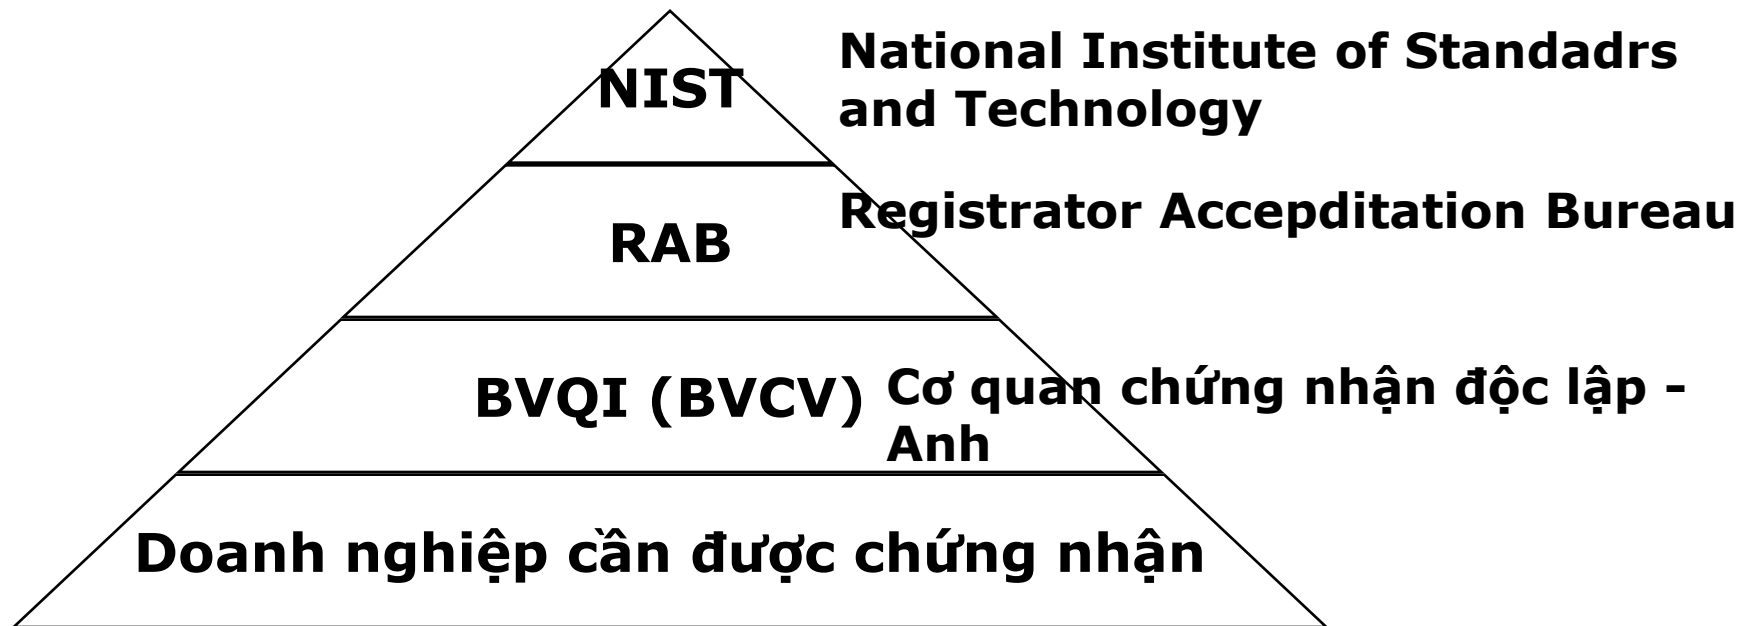 NIST
National Institute of Standadrs
and Technology
RAB
Registrator Accepditation Bureau
BVQI (BVCV)
Cơ quan chứng nhận độc lập -
Anh
Doanh nghiệp cần được chứng nhận